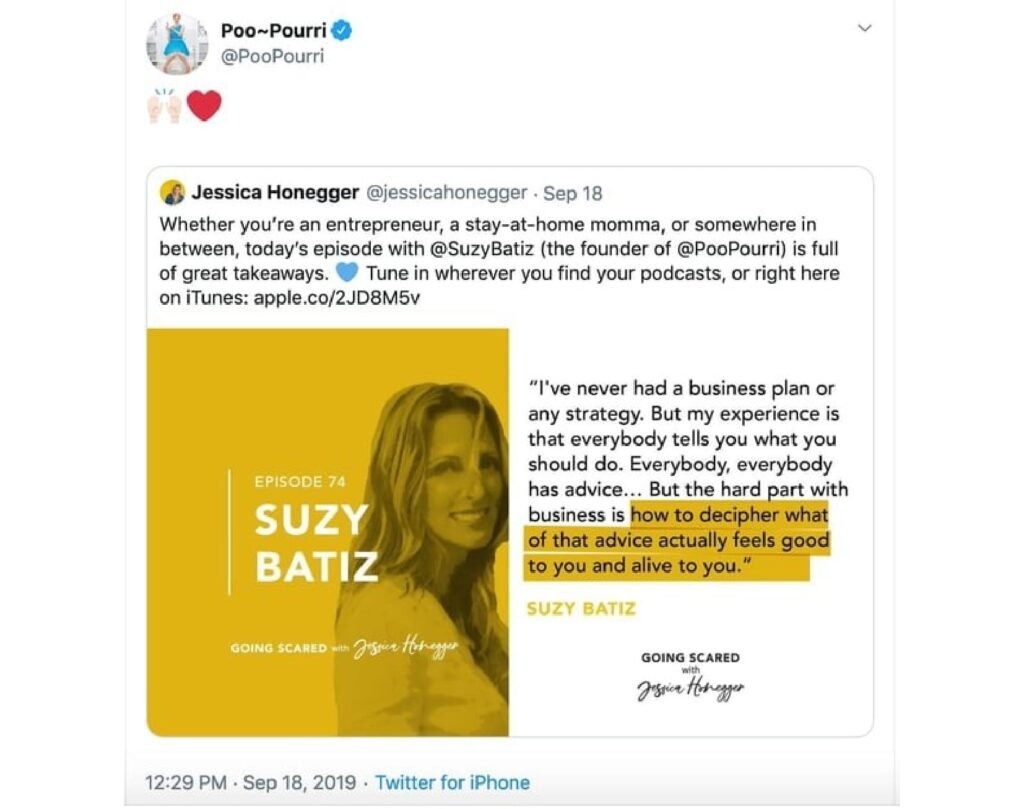 Poo~Pourri
@PooPourri
🙌🏻❤️
Jessica Honegger @jessicahonegger · Sep 18
Whether you're an entrepreneur, a stay-at-home momma, or somewhere in
between, today's episode with @SuzyBatiz (the founder of @PooPourri) is full
of great takeaways. 💙 Tune in wherever you find your podcasts, or right here
on iTunes: apple.co/2JD8M5v
EPISODE 74
SUZY
BATIZ
GOING SCARED with Jessica Honegger
"I've never had a business plan or
any strategy. But my experience is
that everybody tells you what you
should do. Everybody, everybody
has advice... But the hard part with
business is how to decipher what
of that advice actually feels good
to you and alive to you."
SUZY BATIZ
GOING SCARED
with
Jessica Honegger
12:29 PM · Sep 18, 2019 · Twitter for iPhone